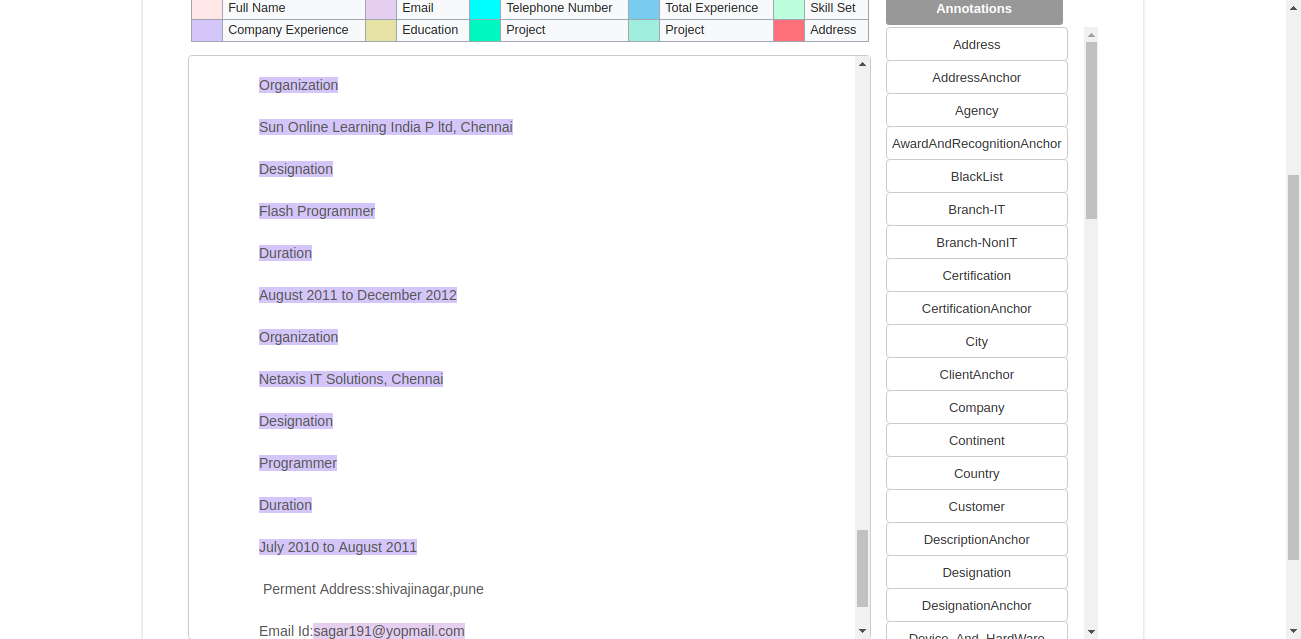 Full Name Email Telephone Number Total Experience Skill Set
Company Experience Education Project Project Address
Organization
Sun Online Learning India P ltd, Chennai
Designation
Flash Programmer
Duration
August 2011 to December 2012
Organization
Netaxis IT Solutions, Chennai
Designation
Programmer
Duration
July 2010 to August 2011
Perment Address:shivajinagar,pune
Email Id:sagar191@yopmail.com
Annotations
Address
AddressAnchor
Agency
AwardAndRecognitionAnchor
BlackList
Branch-IT
Branch-NonIT
Certification
CertificationAnchor
City
ClientAnchor
Company
Continent
Country
Customer
DescriptionAnchor
Designation
DesignationAnchor
Device_And_HardWare